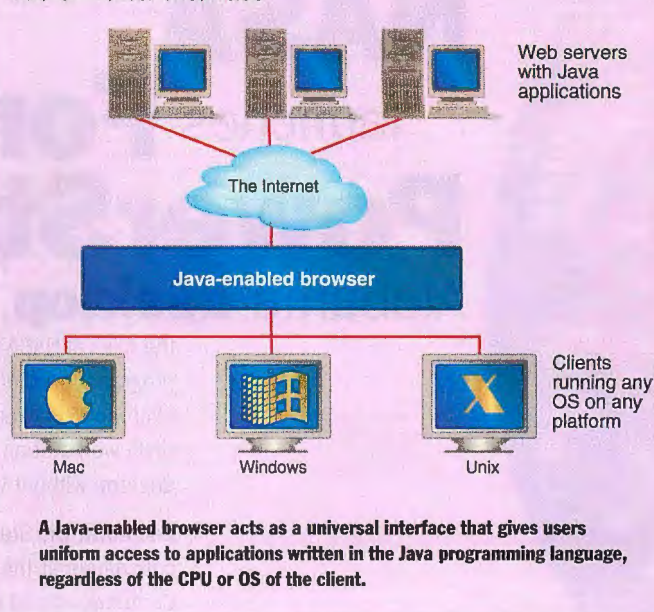 Web servers
with Java
applications
The Internet
Java-enabled browser
Clients
running any
OS on any
platform
Mac
Windows
Unix
A Java-enabled browser acts as a universal interface that gives users
uniform access to applications written in the Java programming language,
regardless of the CPU or OS of the client.